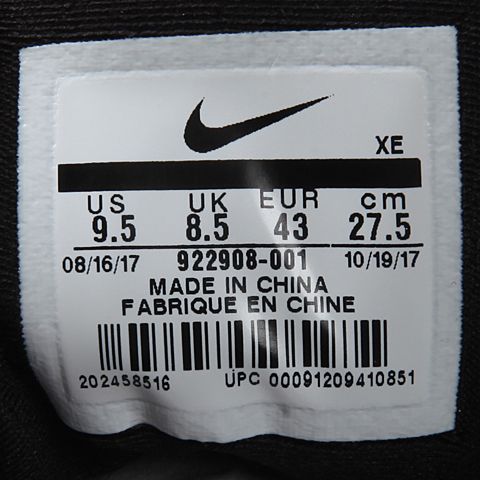 XE
US UK EUR cm
9.5 8.5 43 27.5
08/16/17 922908-001 10/19/17
MADE IN CHINA
FABRIQUE EN CHINE
202458516 UPC 00091209410851